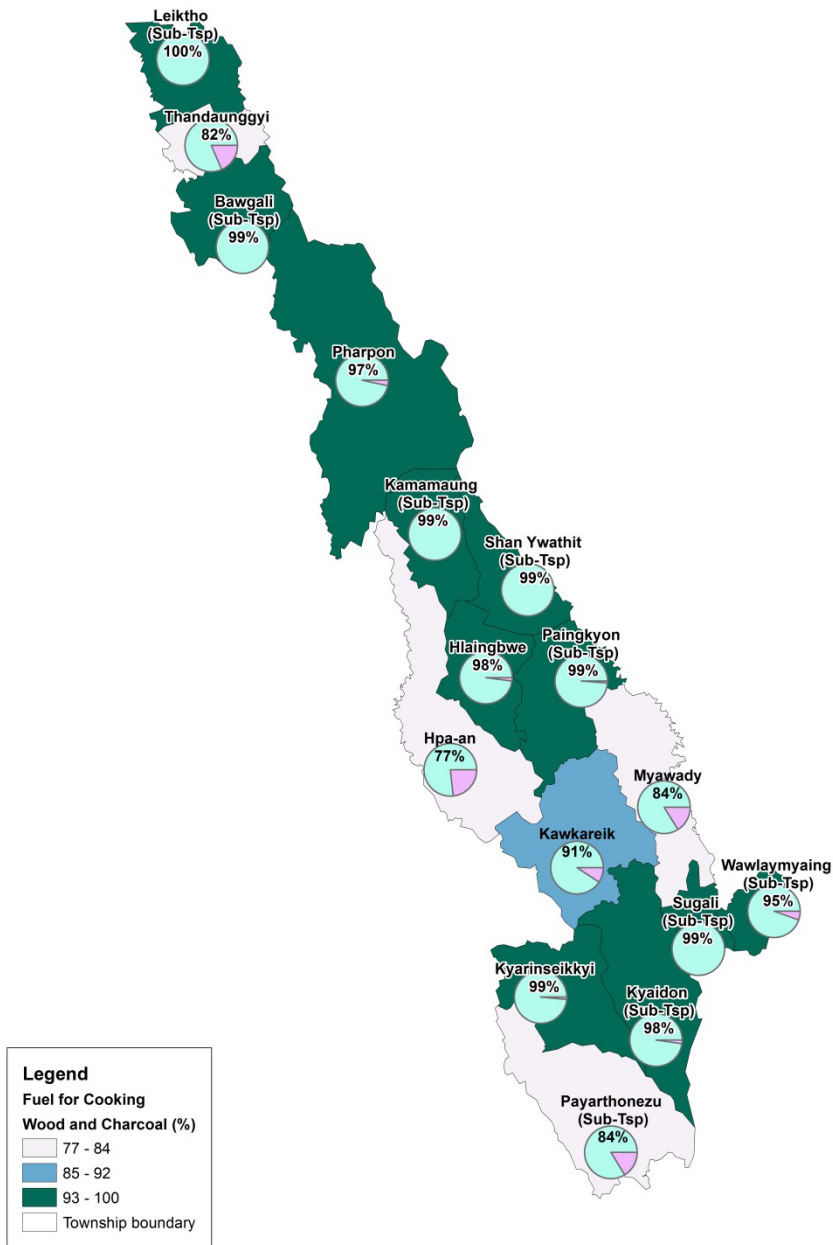 Leiktho
(Sub-Tsp)
100%
Thandaunggyi
82%
Bawgali
(Sub-Tsp)
99%
Pharpon
97%
Kamamaung
(Sub-Tsp)
99%
Shan Ywathit
(Sub-Tsp)
99%
Hlaingbwe
98%
Paingkyon
(Sub-Tsp)
99%
Hpa-an
77%
Myawady
84%
Kawkareik
91%
Wawlaymyaing
(Sub-Tsp)
95%
Sugali
(Sub-Tsp)
99%
Kyarinseikkyi
99%
Kyaidon
(Sub-Tsp)
98%
Payarthonezu
(Sub-Tsp)
84%
Legend
Fuel for Cooking
Wood and Charcoal (%)
77 - 84
85 - 92
93 - 100
Township boundary